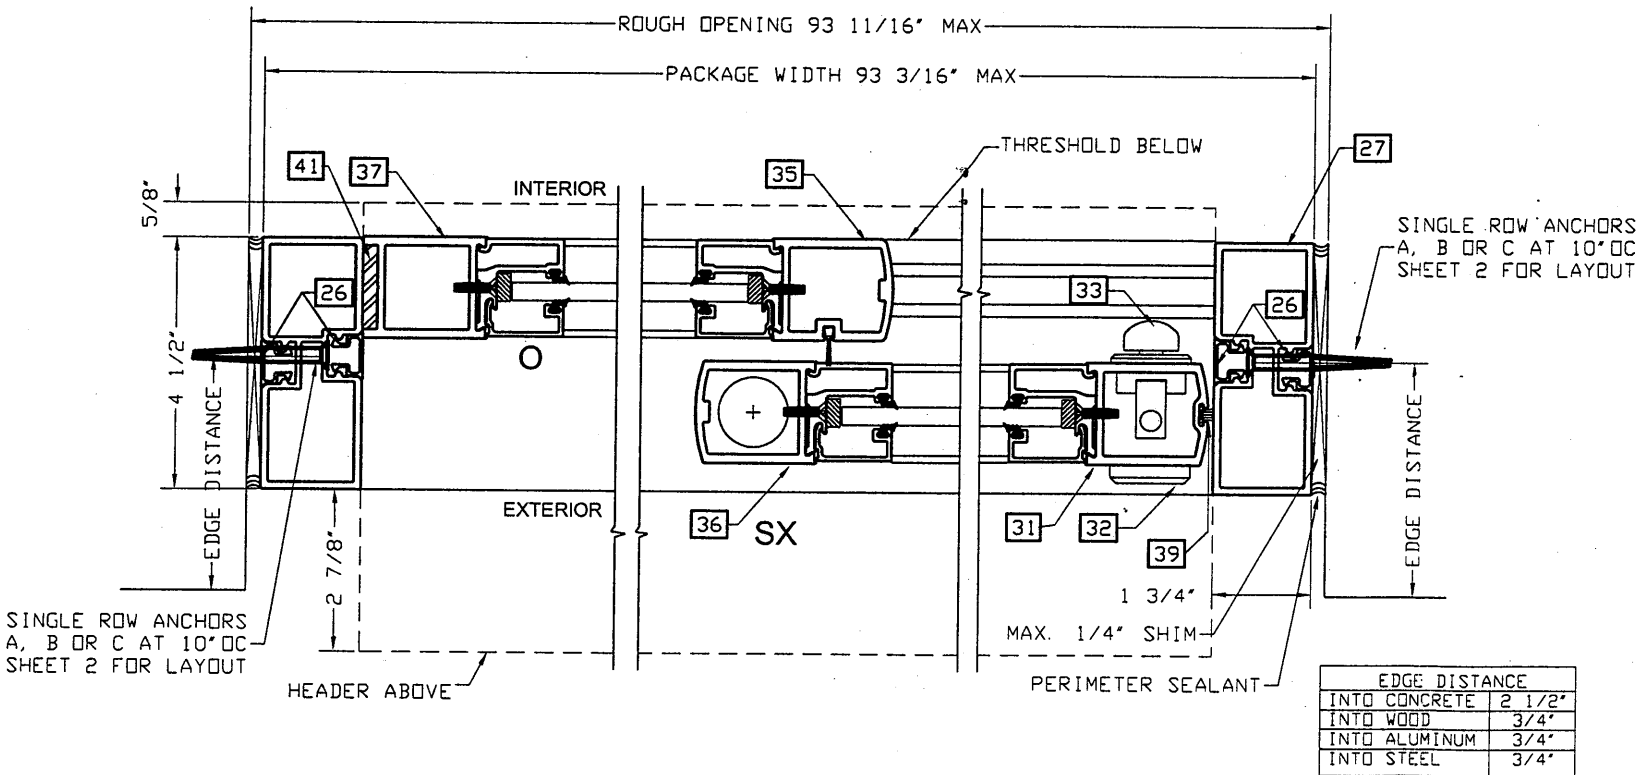 ROUGH OPENING 93 11/16" MAX
PACKAGE WIDTH 93 3/16" MAX
THRESHOLD BELOW
27
41
37
INTERIOR
35
5/8"
SINGLE ROW ANCHORS
A, B OR C AT 10" OC
SHEET 2 FOR LAYOUT
26
33
26
4 1/2"
O
EDGE DISTANCE
EDGE DISTANCE
EXTERIOR
36
SX
31
32
39
2 7/8"
1 3/4"
SINGLE ROW ANCHORS
A, B OR C AT 10" OC
SHEET 2 FOR LAYOUT
MAX. 1/4" SHIM
HEADER ABOVE
PERIMETER SEALANT
EDGE DISTANCE
INTO CONCRETE 2 1/2"
INTO WOOD 3/4"
INTO ALUMINUM 3/4"
INTO STEEL 3/4"